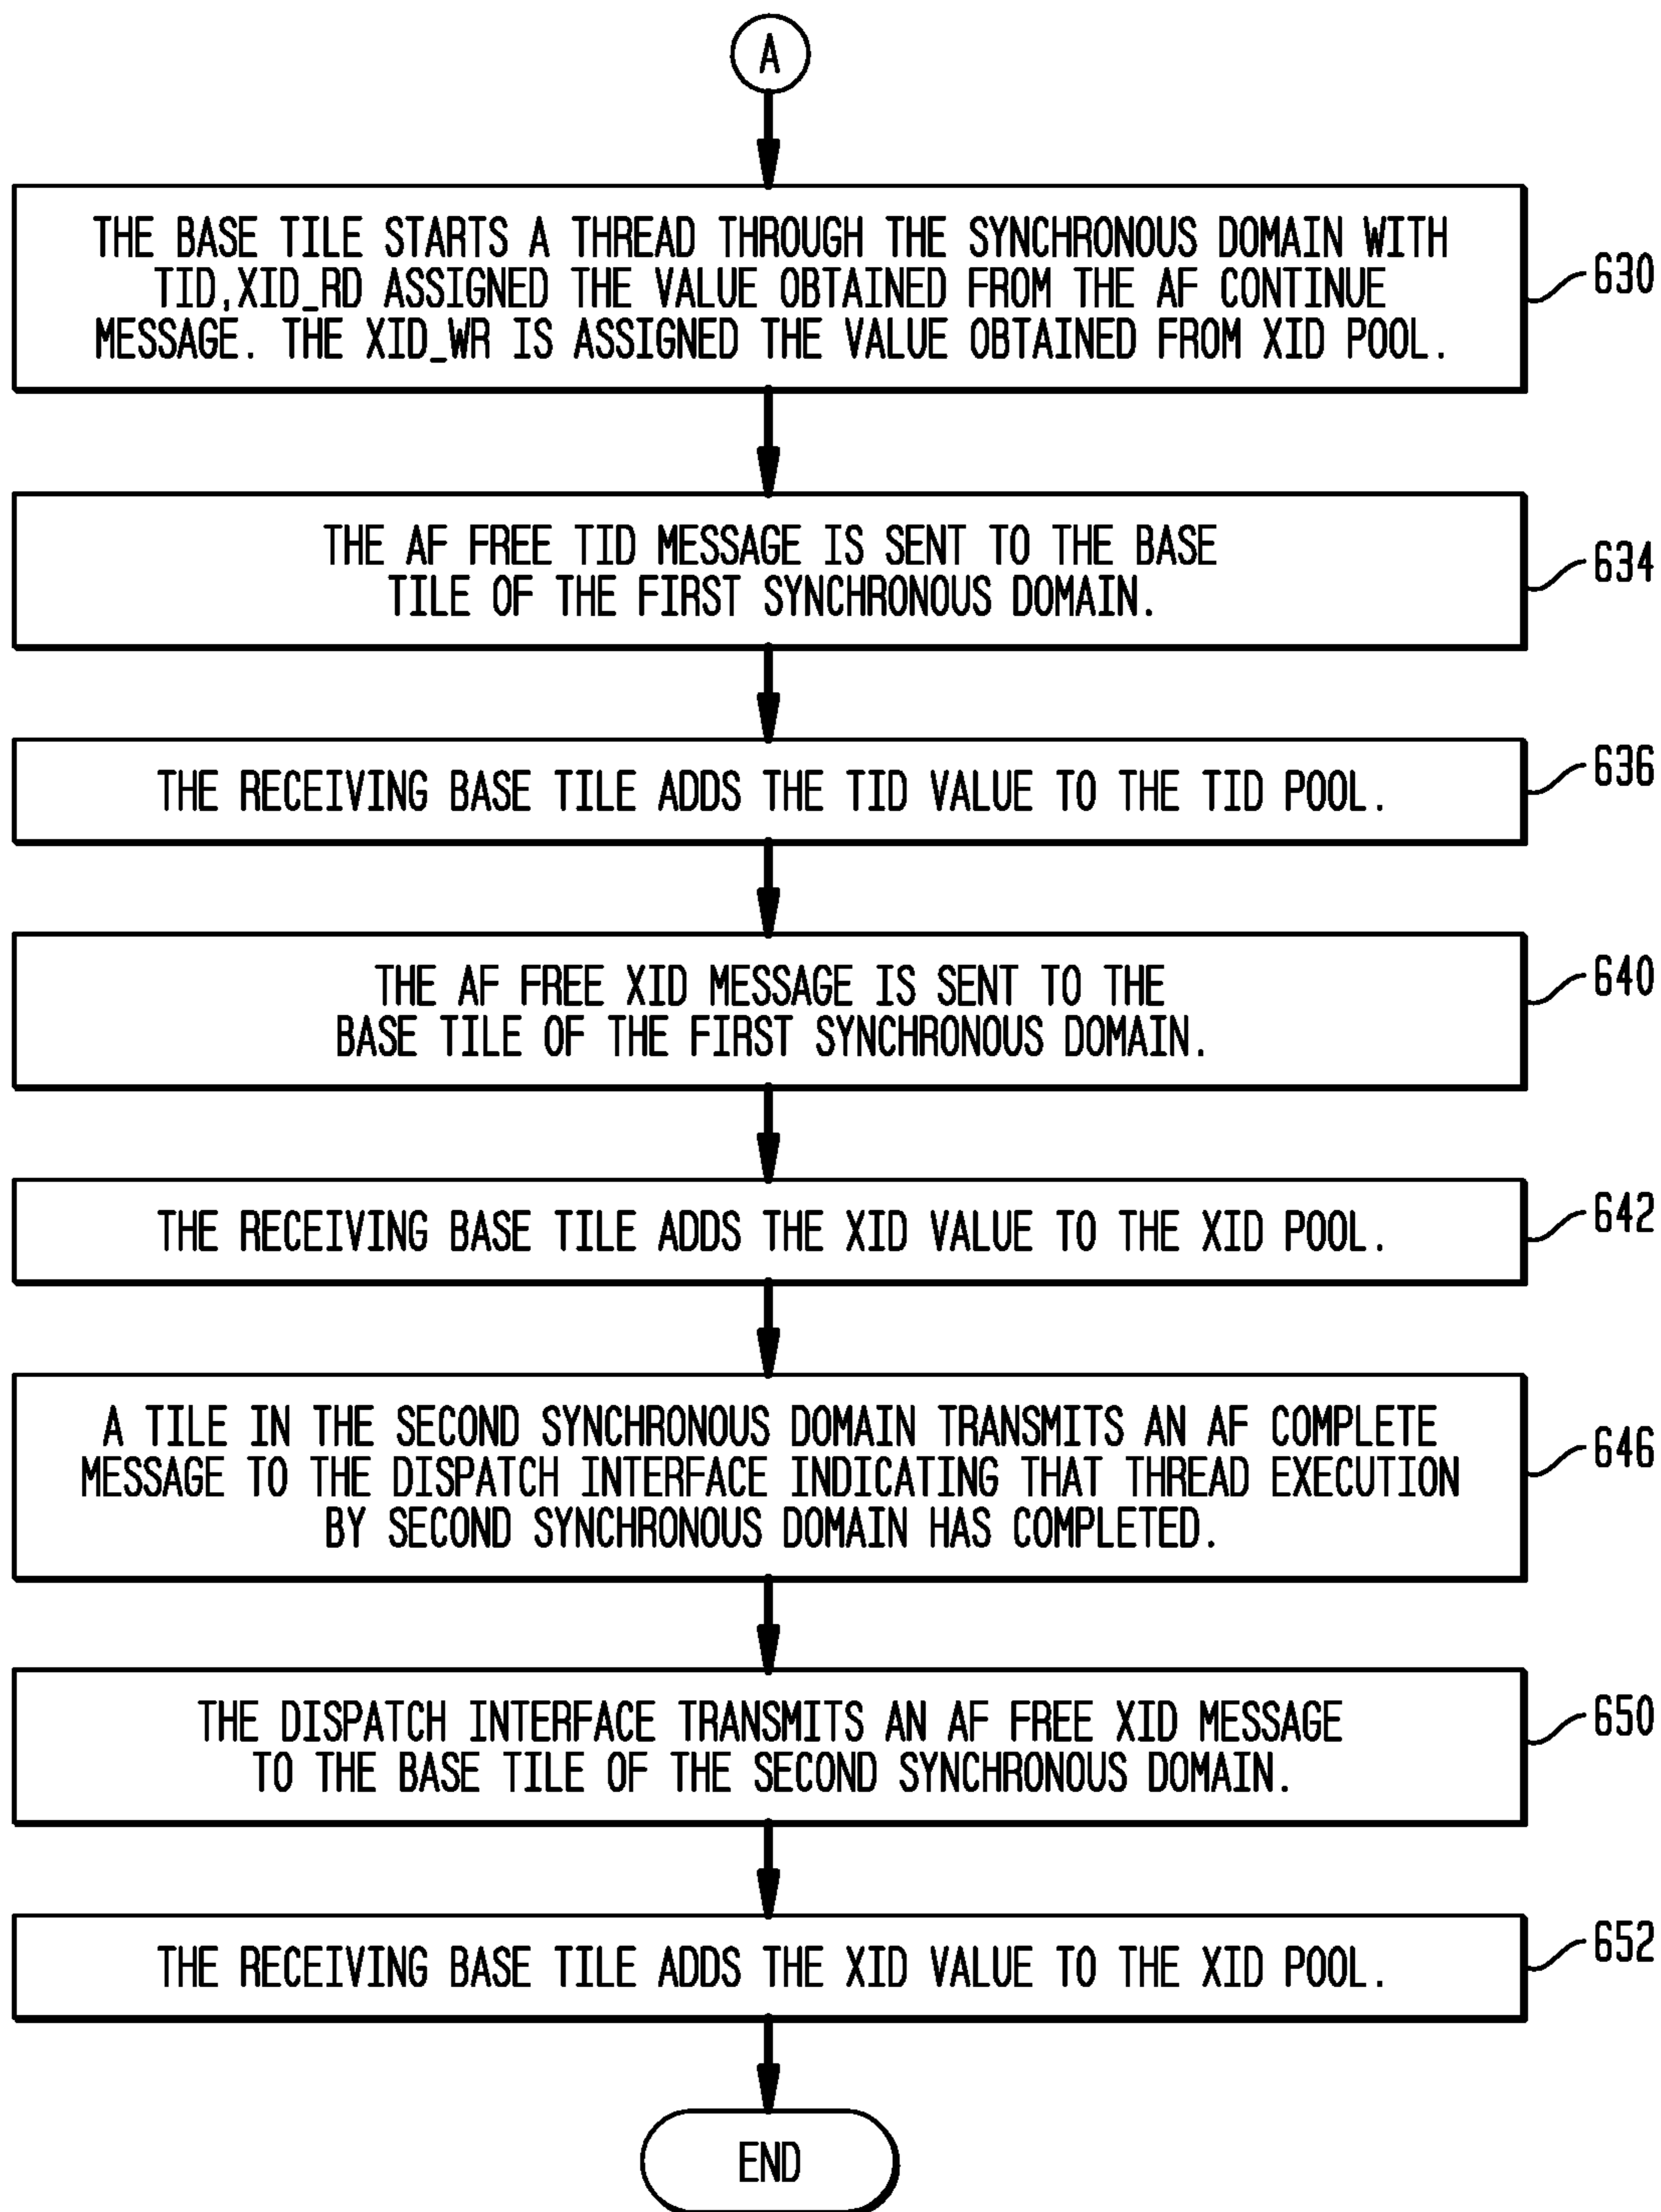 A
THE BASE TILE STARTS A THREAD THROUGH THE SYNCHRONOUS DOMAIN WITH
TID,XID_RD ASSIGNED THE VALUE OBTAINED FROM THE AF CONTINUE
MESSAGE. THE XID_WR IS ASSIGNED THE VALUE OBTAINED FROM XID POOL.
630
THE AF FREE TID MESSAGE IS SENT TO THE BASE
TILE OF THE FIRST SYNCHRONOUS DOMAIN.
634
THE RECEIVING BASE TILE ADDS THE TID VALUE TO THE TID POOL.
636
THE AF FREE XID MESSAGE IS SENT TO THE
BASE TILE OF THE FIRST SYNCHRONOUS DOMAIN.
640
THE RECEIVING BASE TILE ADDS THE XID VALUE TO THE XID POOL.
642
A TILE IN THE SECOND SYNCHRONOUS DOMAIN TRANSMITS AN AF COMPLETE
MESSAGE TO THE DISPATCH INTERFACE INDICATING THAT THREAD EXECUTION
BY SECOND SYNCHRONOUS DOMAIN HAS COMPLETED.
646
THE DISPATCH INTERFACE TRANSMITS AN AF FREE XID MESSAGE
TO THE BASE TILE OF THE SECOND SYNCHRONOUS DOMAIN.
650
THE RECEIVING BASE TILE ADDS THE XID VALUE TO THE XID POOL.
652
END